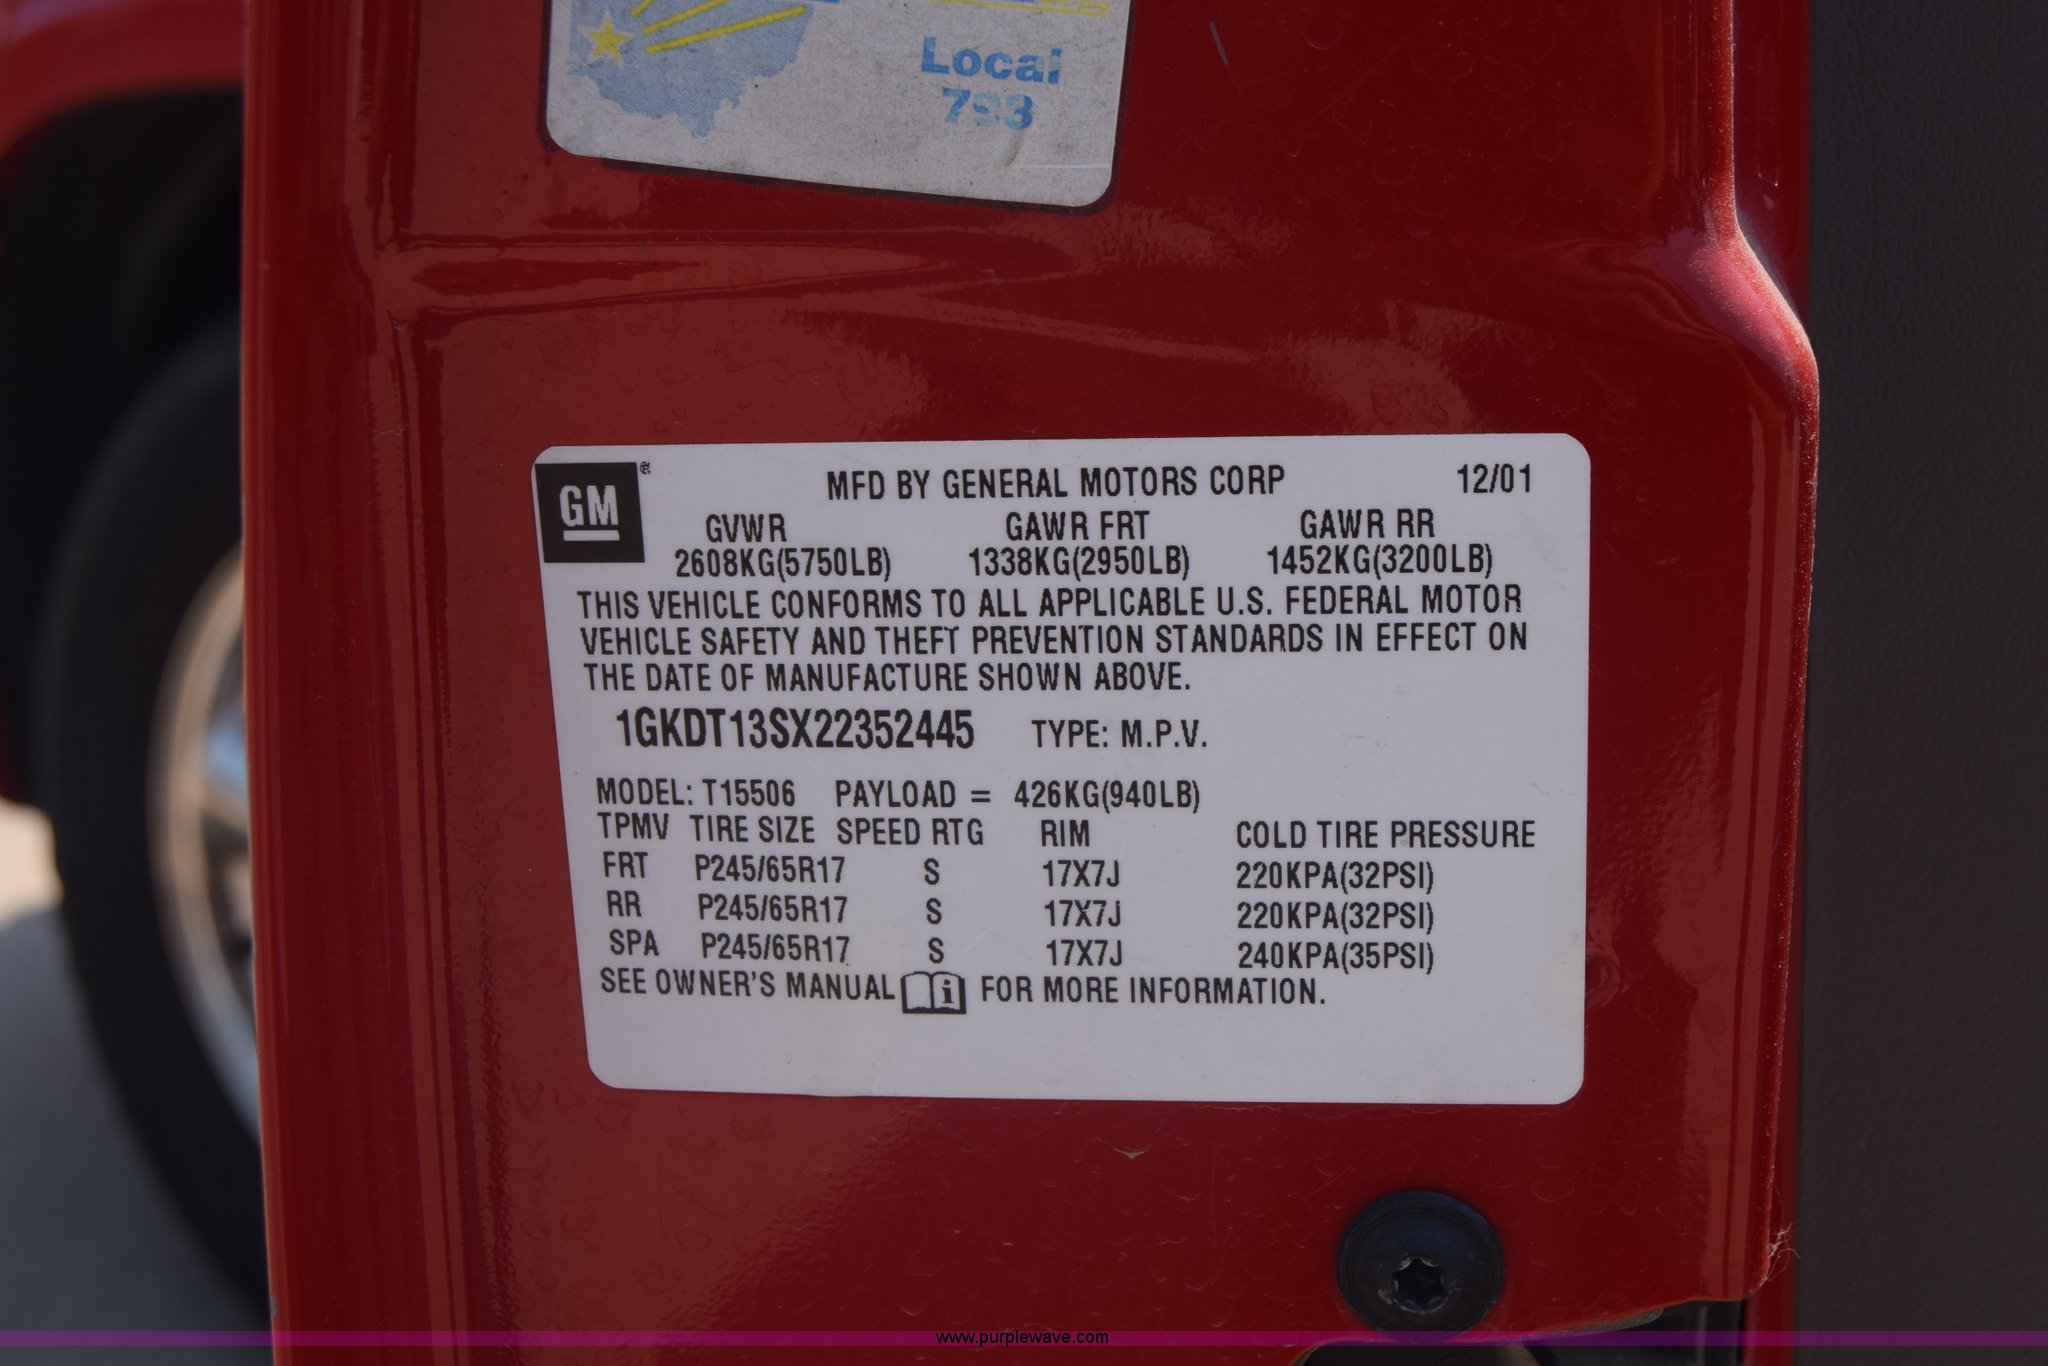 Local
793
GM®
MFD BY GENERAL MOTORS CORP 12/01
GVWR GAWR FRT GAWR RR
2608KG(5750LB) 1338KG(2950LB) 1452KG(3200LB)
THIS VEHICLE CONFORMS TO ALL APPLICABLE U.S. FEDERAL MOTOR
VEHICLE SAFETY AND THEFT PREVENTION STANDARDS IN EFFECT ON
THE DATE OF MANUFACTURE SHOWN ABOVE.
1GKDT13SX22352445 TYPE: M.P.V.
MODEL: T15506 PAYLOAD = 426KG(940LB)
TPMV TIRE SIZE SPEED RTG RIM COLD TIRE PRESSURE
FRT P245/65R17 S 17X7J 220KPA(32PSI)
RR P245/65R17 S 17X7J 220KPA(32PSI)
SPA P245/65R17 S 17X7J 240KPA(35PSI)
SEE OWNER'S MANUAL i FOR MORE INFORMATION.
www.purplewave.com